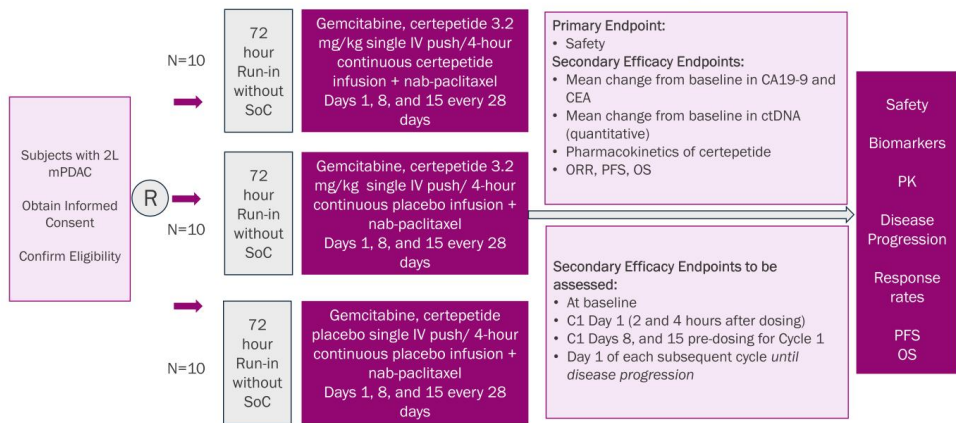 Subjects with 2L
mPDAC
Obtain Informed
Consent
Confirm Eligibility
R
N=10
72
hour
Run-in
without
SoC
Gemcitabine, certepetide 3.2
mg/kg single IV push/4-hour
continuous certepetide
infusion + nab-paclitaxel
Days 1, 8, and 15 every 28
days
N=10
72
hour
Run-in
without
SoC
Gemcitabine, certepetide 3.2
mg/kg single IV push/ 4-hour
continuous placebo infusion +
nab-paclitaxel
Days 1, 8, and 15 every 28
days
N=10
72
hour
Run-in
without
SoC
Gemcitabine, certepetide
placebo single IV push/ 4-hour
continuous placebo infusion +
nab-paclitaxel
Days 1, 8, and 15 every 28
days
Primary Endpoint:
• Safety
Secondary Efficacy Endpoints:
• Mean change from baseline in CA19-9 and
CEA
• Mean change from baseline in ctDNA
(quantitative)
• Pharmacokinetics of certepetide
• ORR, PFS, OS
Secondary Efficacy Endpoints to be
assessed:
• At baseline
• C1 Day 1 (2 and 4 hours after dosing)
• C1 Days 8, and 15 pre-dosing for Cycle 1
• Day 1 of each subsequent cycle until
disease progression
Safety
Biomarkers
PK
Disease
Progression
Response
rates
PFS
OS